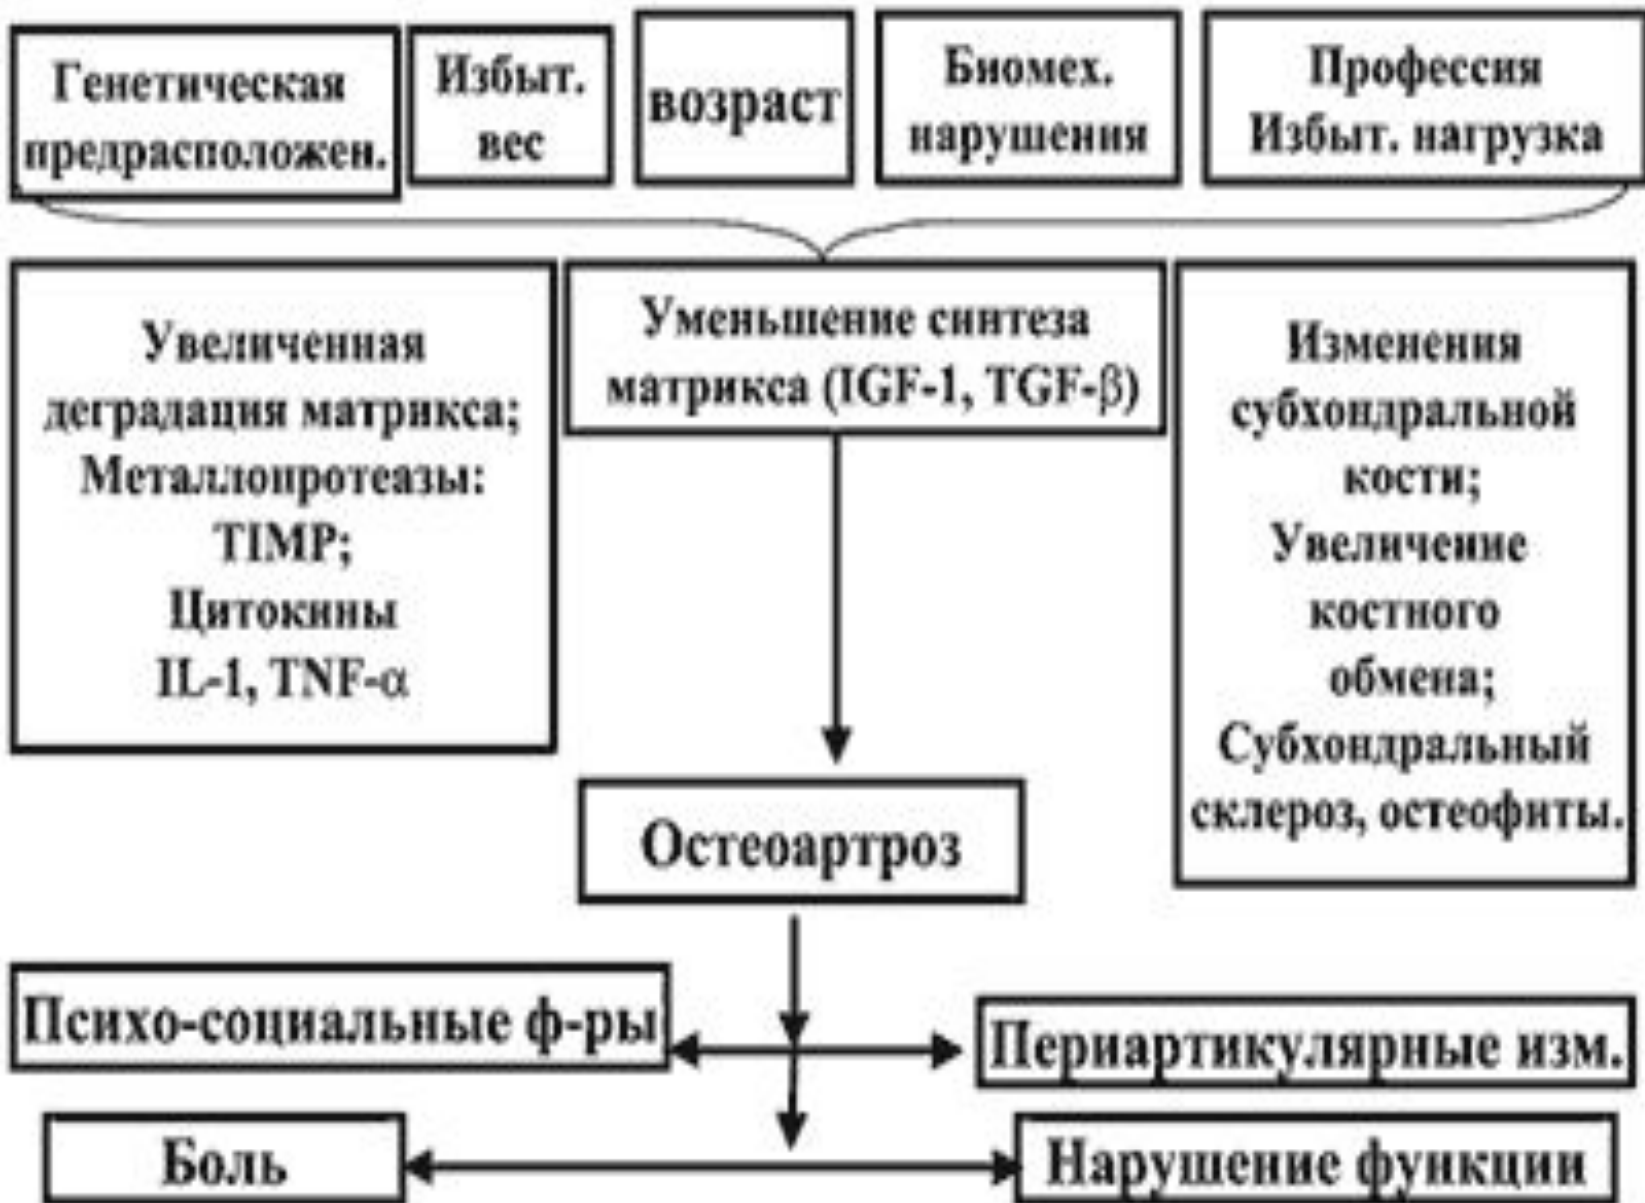 Генетическая
предрасположен.
Избыт.
вес
возраст
Биомех.
нарушения
Профессия
Избыт. нагрузка
Увеличенная
деградация матрикса;
Металлопротеазы:
TIMP;
Цитокины
IL-1, TNF-α
Уменьшение синтеза
матрикса (IGF-1, TGF-β)
Изменения
субхондральной
кости;
Увеличение
костного
обмена;
Субхондральный
склероз, остеофиты.
Остеоартроз
Психо-социальные ф-ры
Периартикулярные изм.
Боль
Нарушение функции